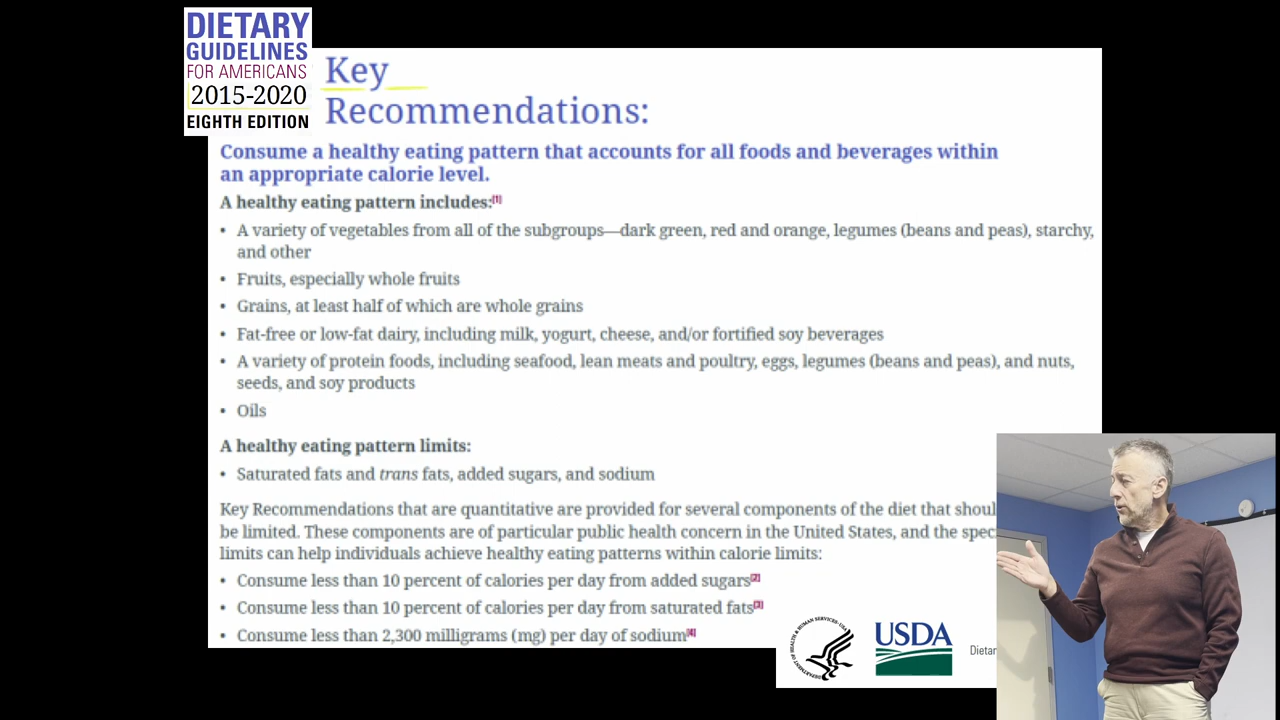 DIETARY
GUIDELINES
FOR AMERICANS
2015-2020
EIGHTH EDITION
Key
Recommendations:
Consume a healthy eating pattern that accounts for all foods and beverages within
an appropriate calorie level.
A healthy eating pattern includes:[1]
• A variety of vegetables from all of the subgroups—dark green, red and orange, legumes (beans and peas), starchy,
and other
• Fruits, especially whole fruits
• Grains, at least half of which are whole grains
• Fat-free or low-fat dairy, including milk, yogurt, cheese, and/or fortified soy beverages
• A variety of protein foods, including seafood, lean meats and poultry, eggs, legumes (beans and peas), and nuts,
seeds, and soy products
• Oils
A healthy eating pattern limits:
• Saturated fats and trans fats, added sugars, and sodium
Key Recommendations that are quantitative are provided for several components of the diet that shoul
be limited. These components are of particular public health concern in the United States, and the spec
limits can help individuals achieve healthy eating patterns within calorie limits:
• Consume less than 10 percent of calories per day from added sugars[2]
• Consume less than 10 percent of calories per day from saturated fats[3]
• Consume less than 2,300 milligrams (mg) per day of sodium[4]
DEPARTMENT OF HEALTH & HUMAN SERVICES • USA
USDA
Dietar